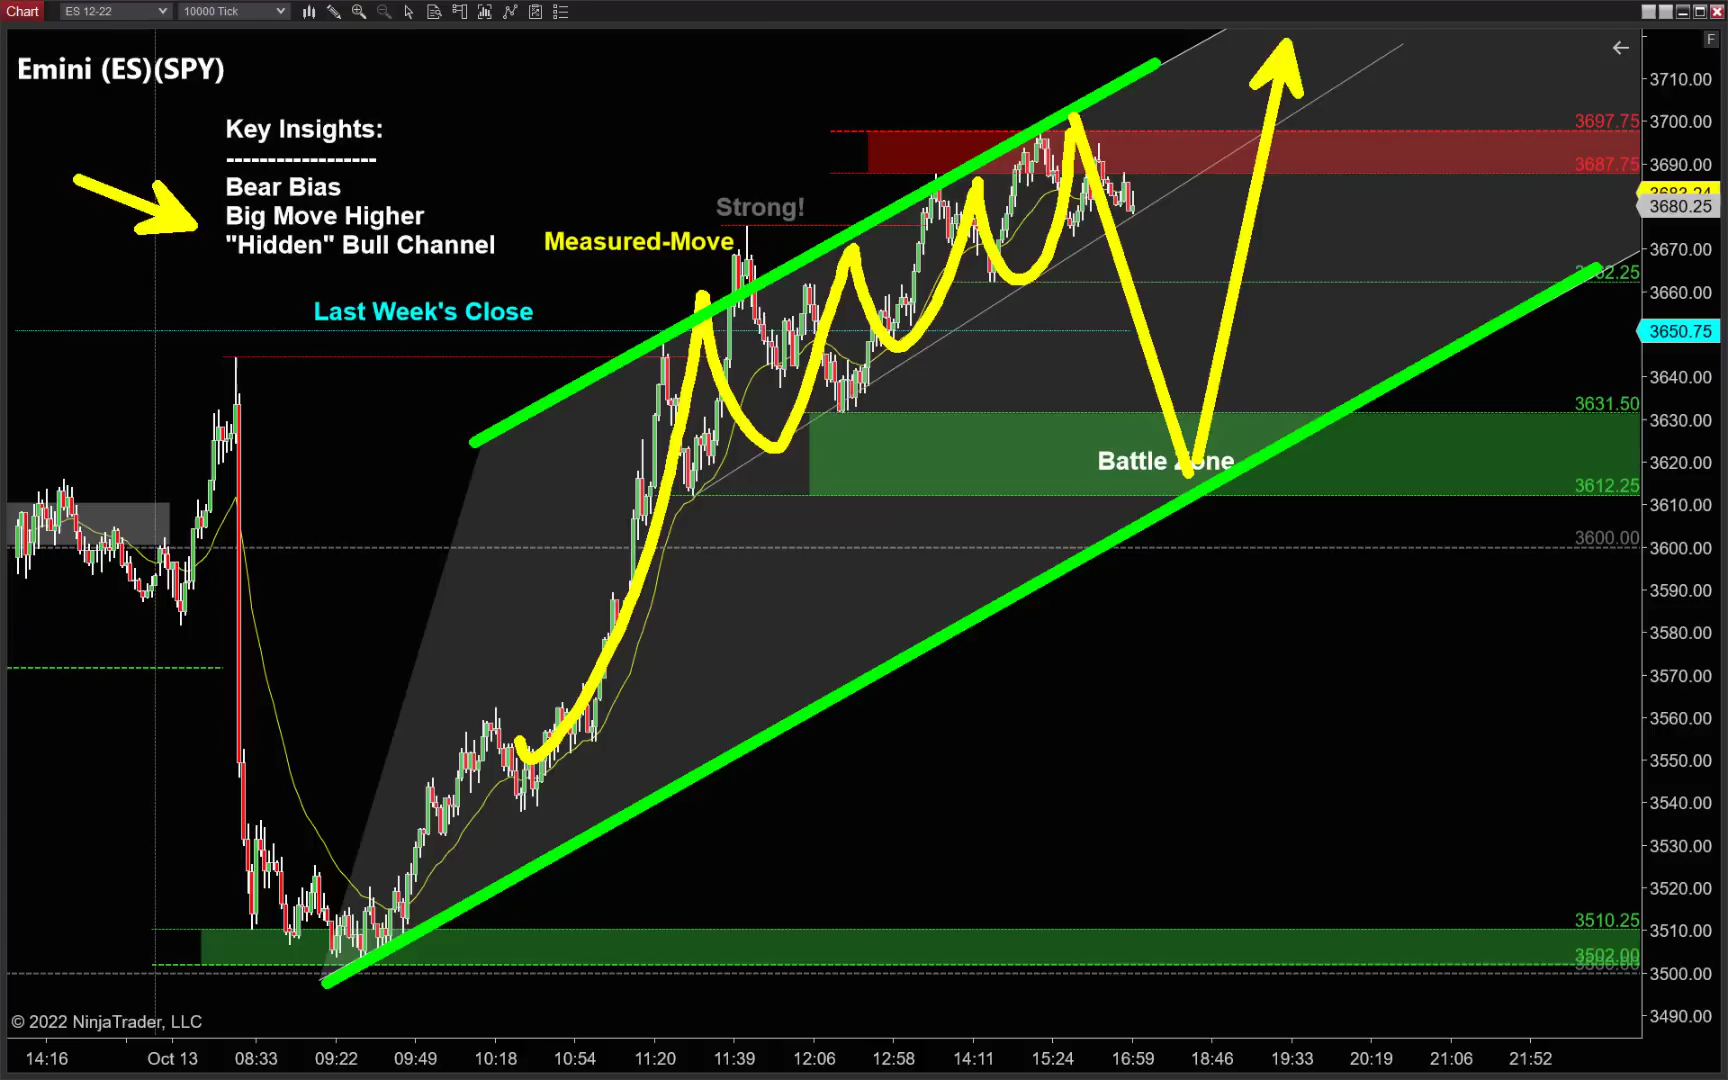 Chart
ES 12-22
10000 Tick
F
Emini (ES)(SPY)
Key Insights:
------------------
Bear Bias
Big Move Higher
"Hidden" Bull Channel
Strong!
Measured-Move
Last Week's Close
Battle Zone
3697.75
3687.75
3631.50
3612.25
3600.00
3510.25
3502.00
3710.00
3700.00
3690.00
3680.25
3670.00
3660.00
3650.75
3640.00
3630.00
3620.00
3610.00
3600.00
3590.00
3580.00
3570.00
3560.00
3550.00
3540.00
3530.00
3520.00
3510.00
3500.00
3490.00
© 2022 NinjaTrader, LLC
14:16 Oct 13 08:33 09:22 09:49 10:18 10:54 11:20 11:39 12:06 12:58 14:11 15:24 16:59 18:46 19:33 20:19 21:06 21:52